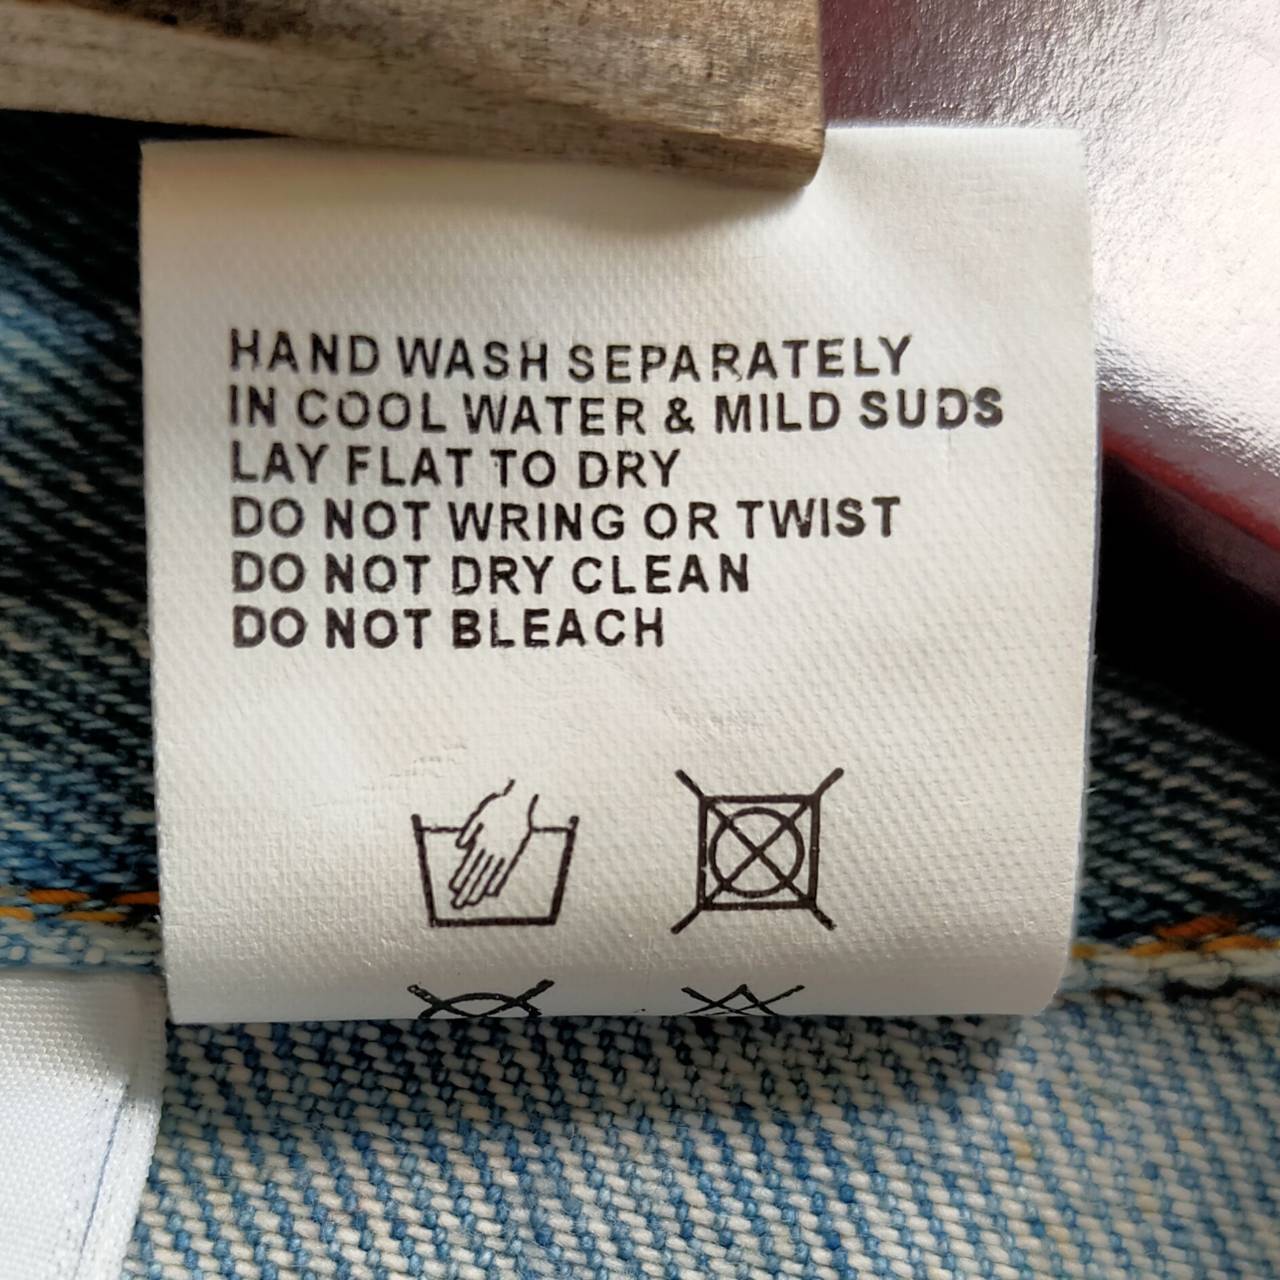 HAND WASH SEPARATELY
IN COOL WATER & MILD SUDS
LAY FLAT TO DRY
DO NOT WRING OR TWIST
DO NOT DRY CLEAN
DO NOT BLEACH